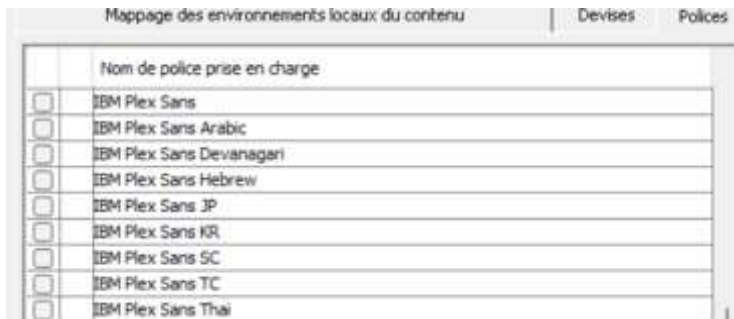 Mappage des environnements locaux du contenu Devises Polices
Nom de police prise en charge
IBM Plex Sans
IBM Plex Sans Arabic
IBM Plex Sans Devanagari
IBM Plex Sans Hebrew
IBM Plex Sans JP
IBM Plex Sans KR
IBM Plex Sans SC
IBM Plex Sans TC
IBM Plex Sans Thai